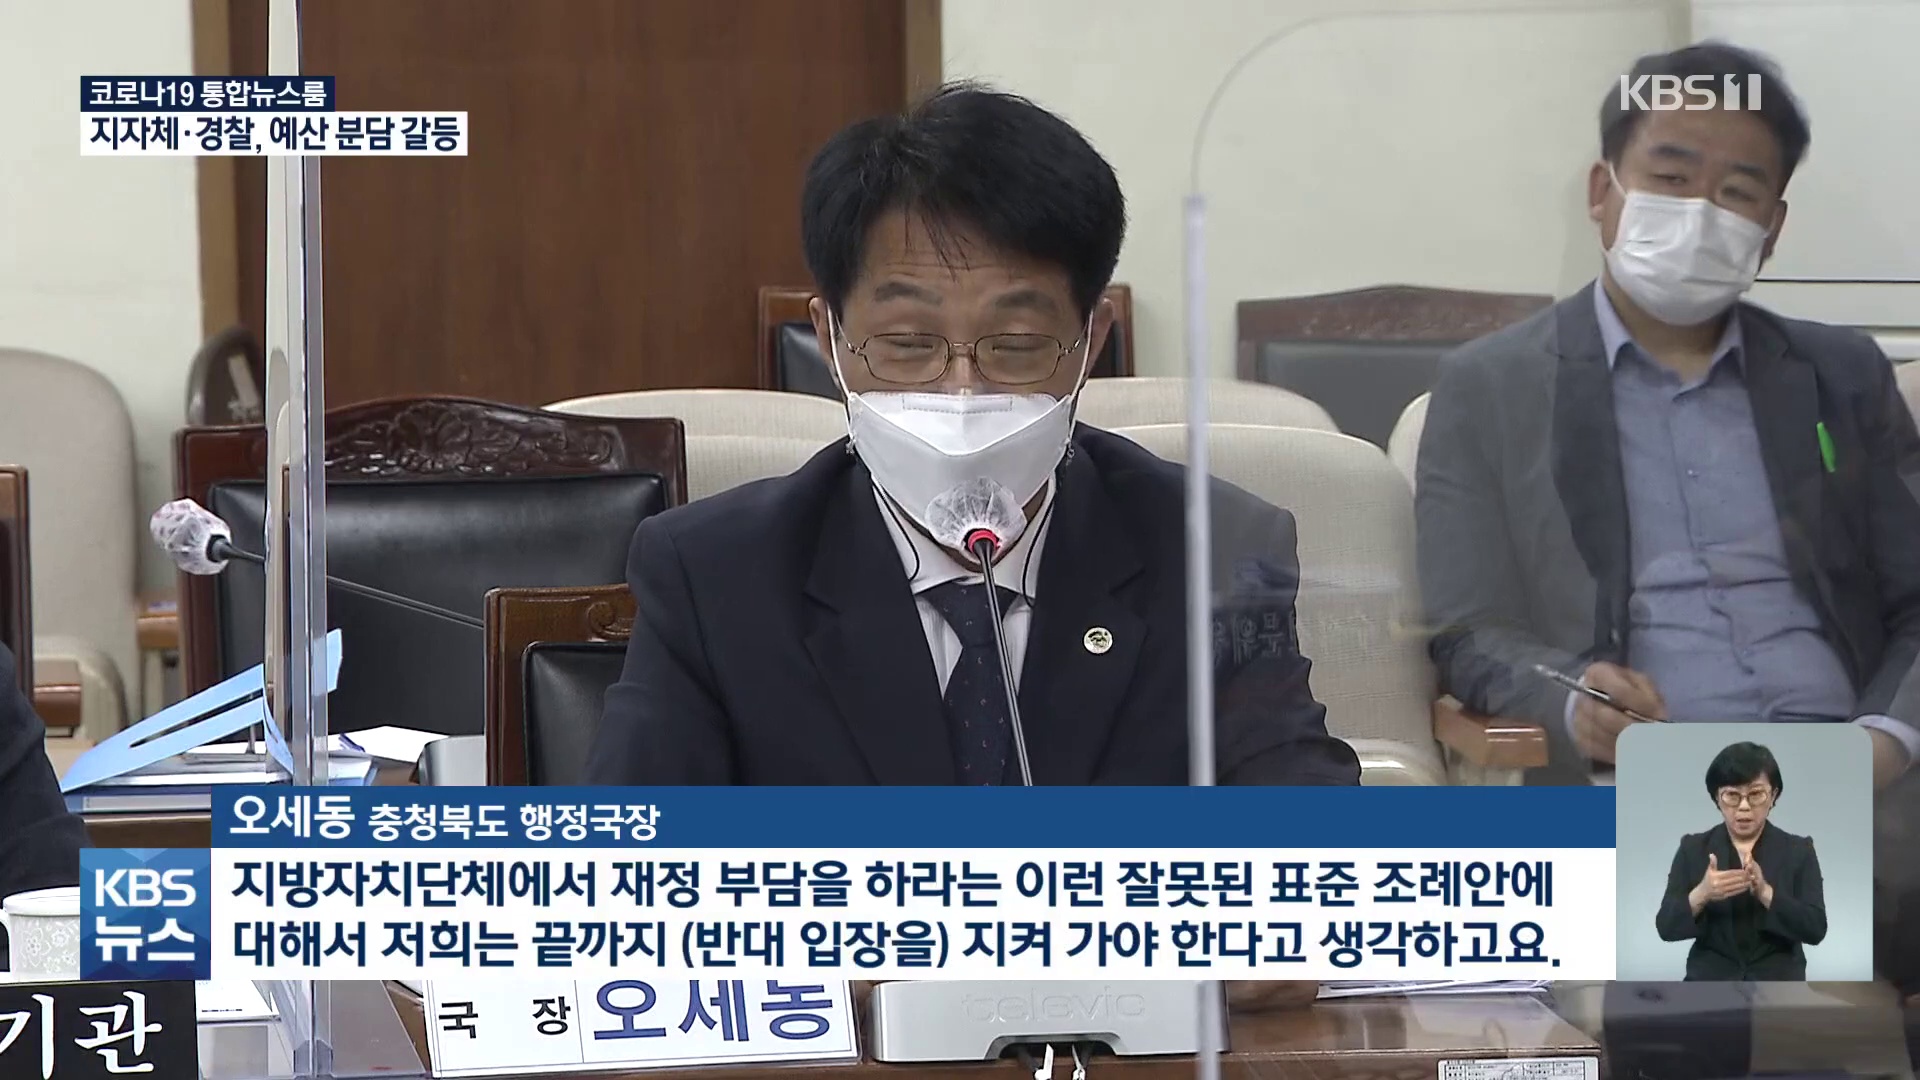 코로나19 통합뉴스룸
지자체·경찰, 예산 분담 갈등
KBS 1
오세동 충청북도 행정국장
KBS 뉴스
지방자치단체에서 재정 부담을 하라는 이런 잘못된 표준 조례안에
대해서 저희는 끝까지 (반대 입장을) 지켜 가야 한다고 생각하고요.
기관
국 장 오세동
televic